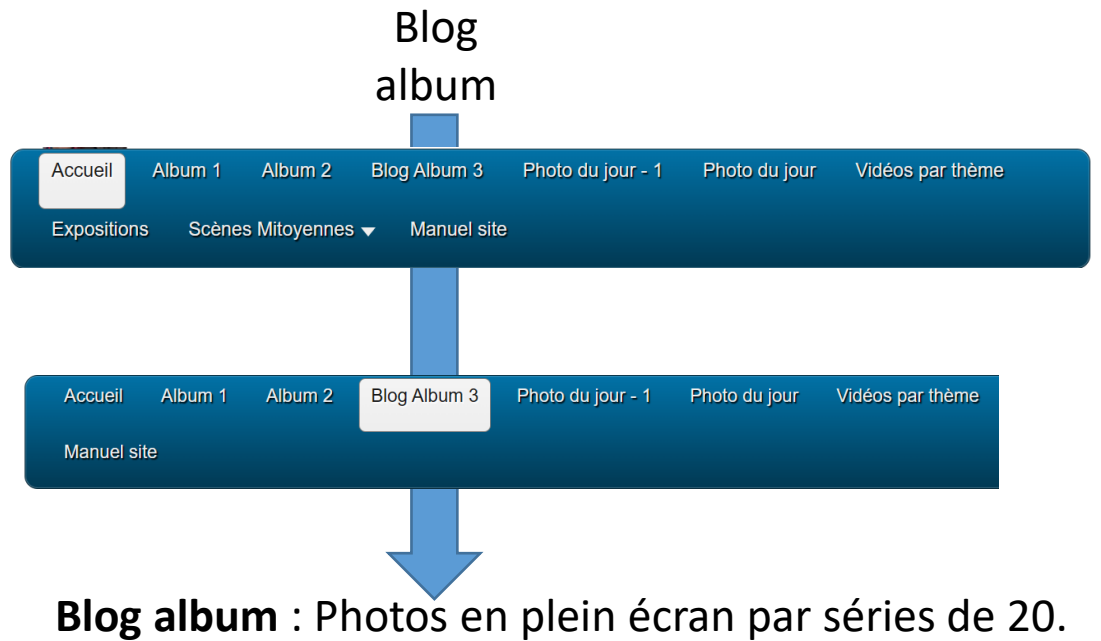 Blog
album
Accueil Album 1 Album 2 Blog Album 3 Photo du jour - 1 Photo du jour Vidéos par thème
Expositions Scènes Mitoyennes Manuel site
Accueil Album 1 Album 2 Blog Album 3 Photo du jour - 1 Photo du jour Vidéos par thème
Manuel site
Blog album : Photos en plein écran par séries de 20.